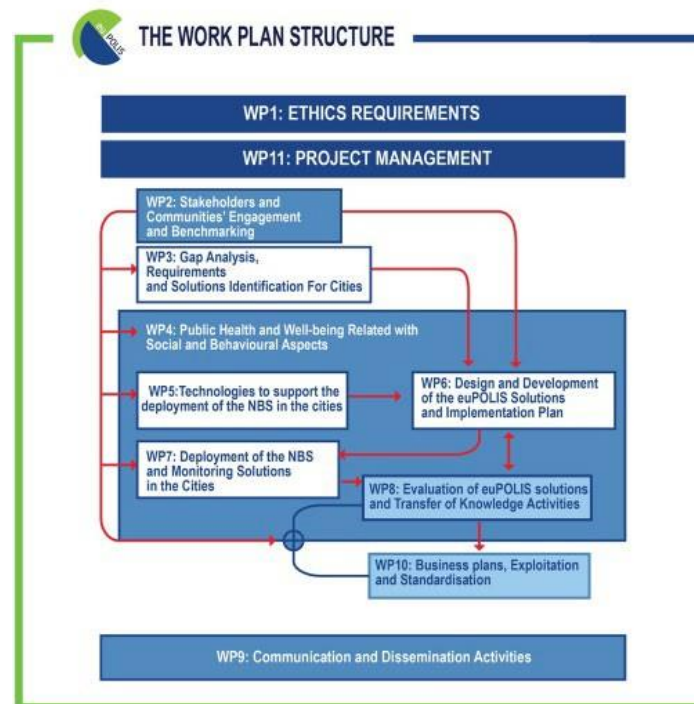 euPOLIS
THE WORK PLAN STRUCTURE
WP1: ETHICS REQUIREMENTS
WP11: PROJECT MANAGEMENT
WP2: Stakeholders and
Communities' Engagement
and Benchmarking
WP3: Gap Analysis,
Requirements
and Solutions Identification For Cities
WP4: Public Health and Well-being Related with
Social and Behavioural Aspects
WP5:Technologies to support the
deployment of the NBS in the cities
WP6: Design and Development
of the euPOLIS Solutions
and Implementation Plan
WP7: Deployment of the NBS
and Monitoring Solutions
in the Cities
WP8: Evaluation of euPOLIS solutions
and Transfer of Knowledge Activities
WP10: Business plans, Exploitation
and Standardisation
WP9: Communication and Dissemination Activities